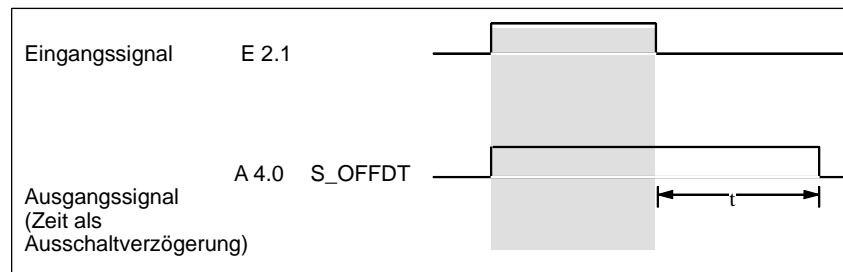 Eingangssignal E 2.1
A 4.0 S_OFFDT
t
Ausgangssignal
(Zeit als
Ausschaltverzögerung)